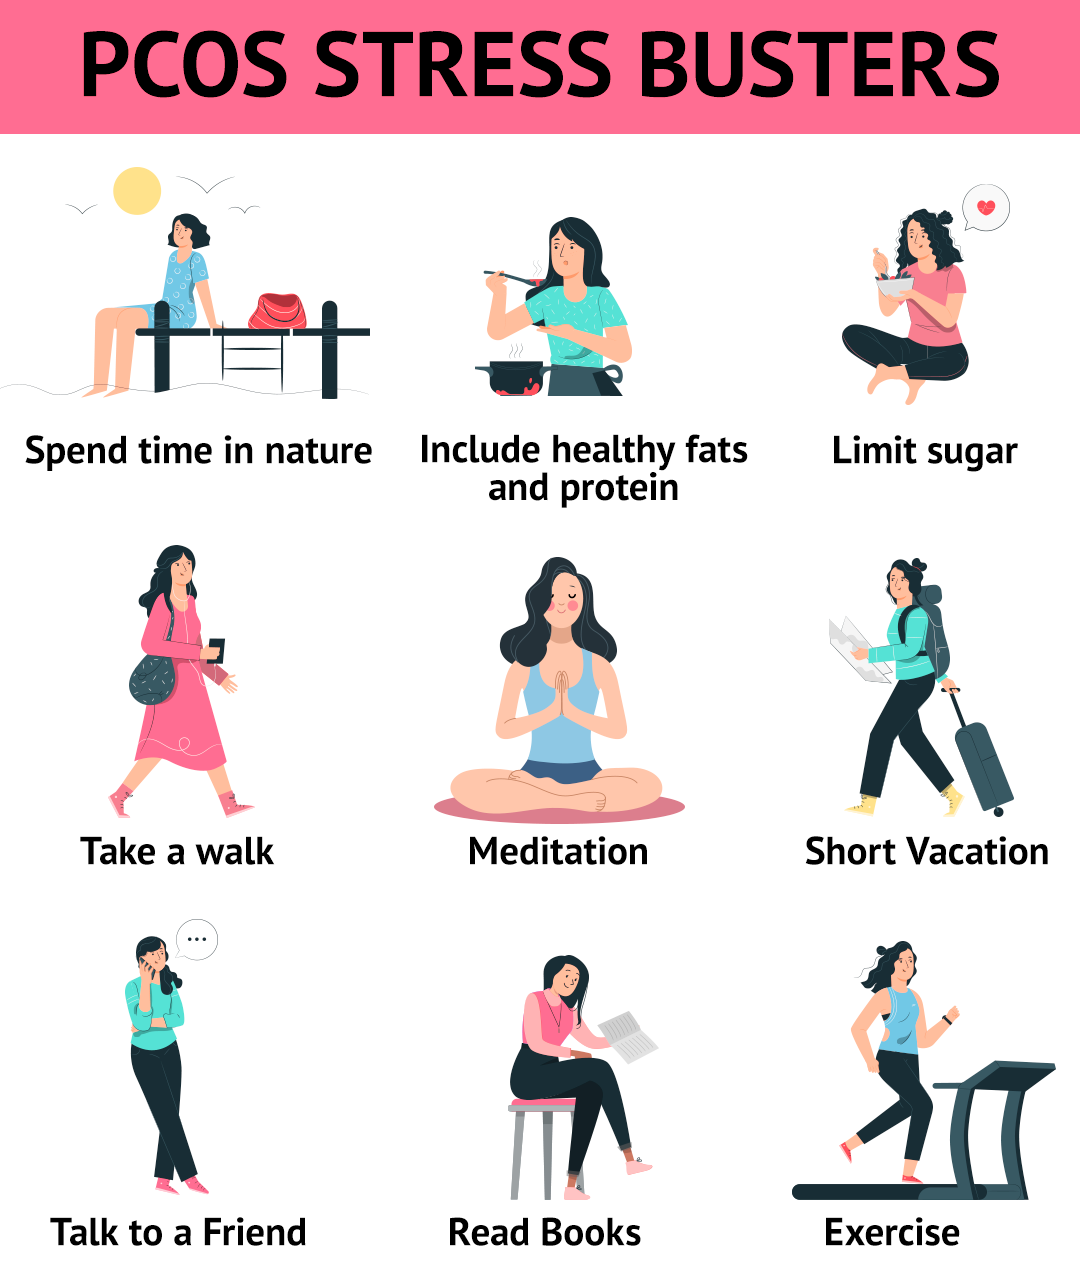 PCOS STRESS BUSTERS
Spend time in nature
Include healthy fats
and protein
Limit sugar
Take a walk
Meditation
Short Vacation
Talk to a Friend
Read Books
Exercise